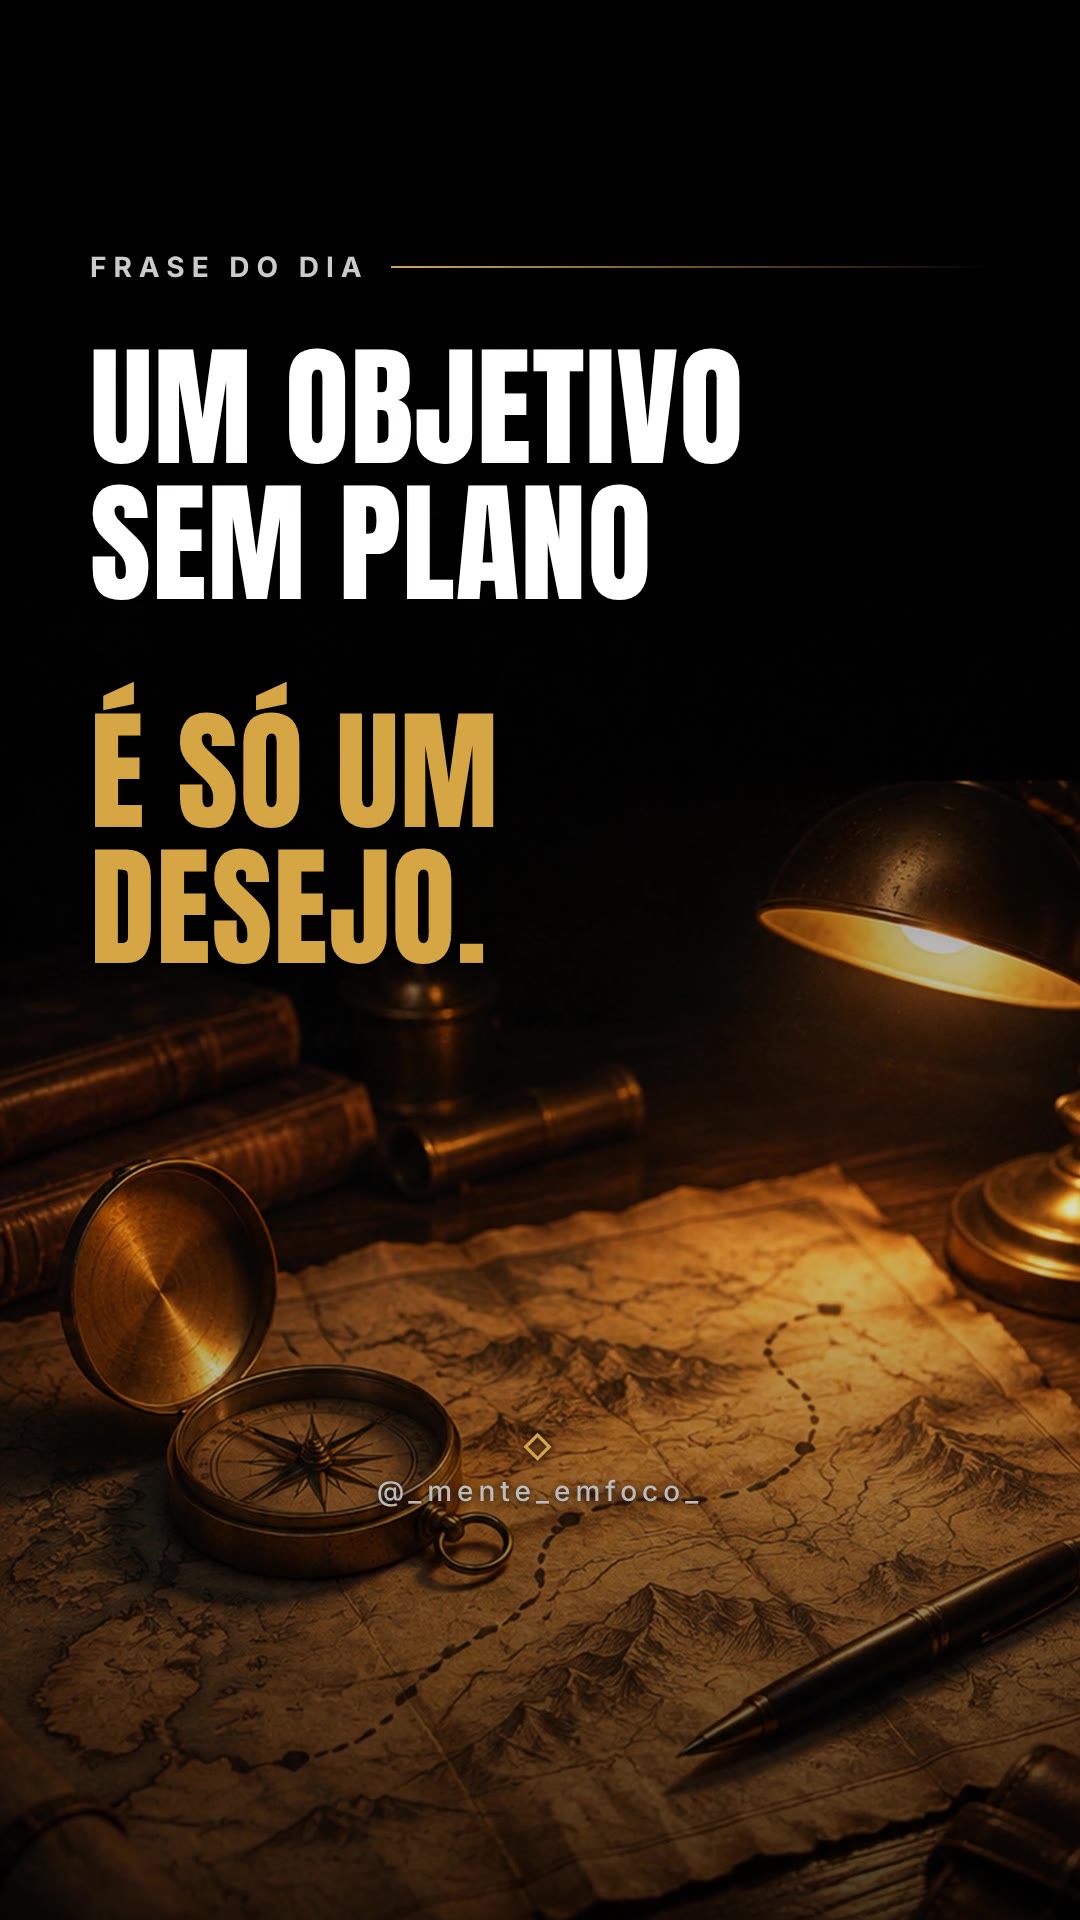 FRASE DO DIA
UM OBJETIVO
SEM PLANO
É SÓ UM
DESEJO.
@_mente_emfoco_